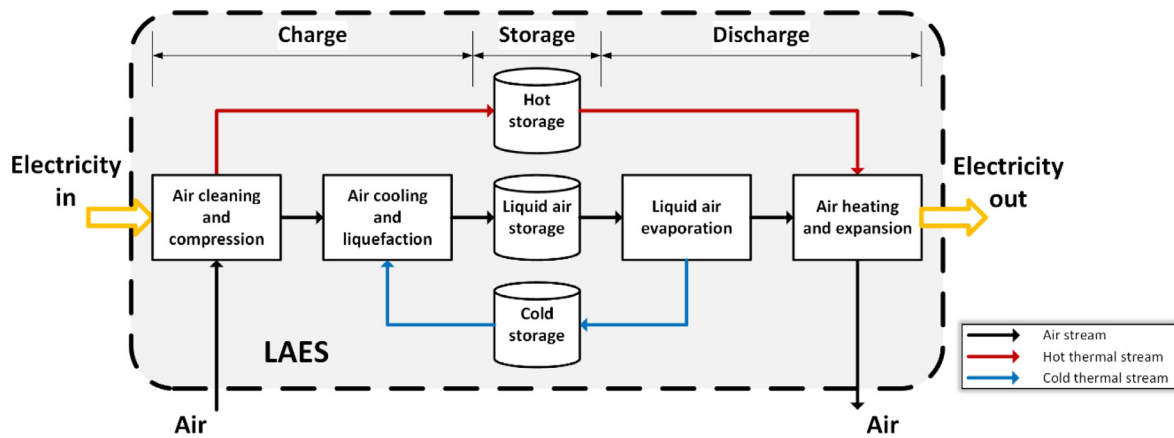 Charge
Storage
Discharge
Hot
storage
Electricity
in
Air cleaning
and
compression
Air cooling
and
liquefaction
Liquid air
storage
Liquid air
evaporation
Air heating
and expansion
Electricity
out
Cold
storage
LAES
Air
Air
Air stream
Hot thermal stream
Cold thermal stream